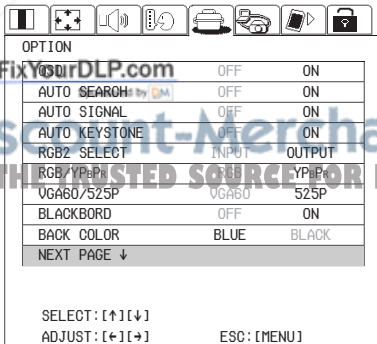 OPTION
FixYourDLP.com
OSD OFF ON
AUTO SEARCH OFF ON
AUTO SIGNAL OFF ON
AUTO KEYSTONE OFF ON
RGB2 SELECT INPUT OUTPUT
RGB/YPBPR RGB YPBPR
VGA60/525P VGA60 525P
BLACKBORD OFF ON
BACK COLOR BLUE BLACK
NEXT PAGE ↓
SELECT:[↑][↓]
ADJUST:[←][→] ESC:[MENU]